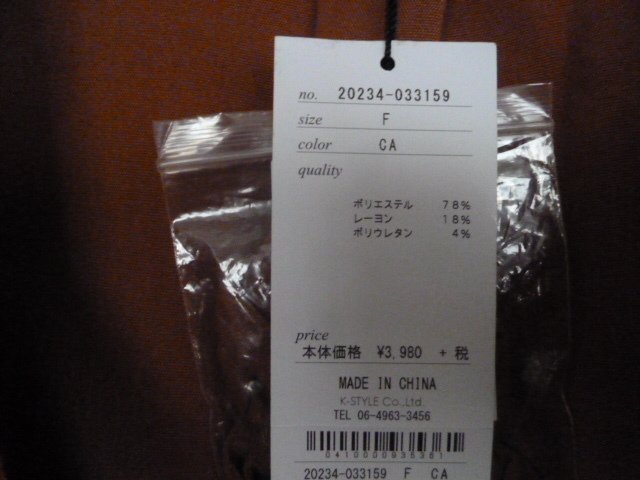 no. 20234-033159
size F
color CA
quality
ポリエステル 78%
レーヨン 18%
ポリウレタン 4%
price
本体価格 ¥3,980 + 税
MADE IN CHINA
K-STYLE Co.,Ltd.
TEL 06-4963-3456
0410000935381
20234-033159 F CA